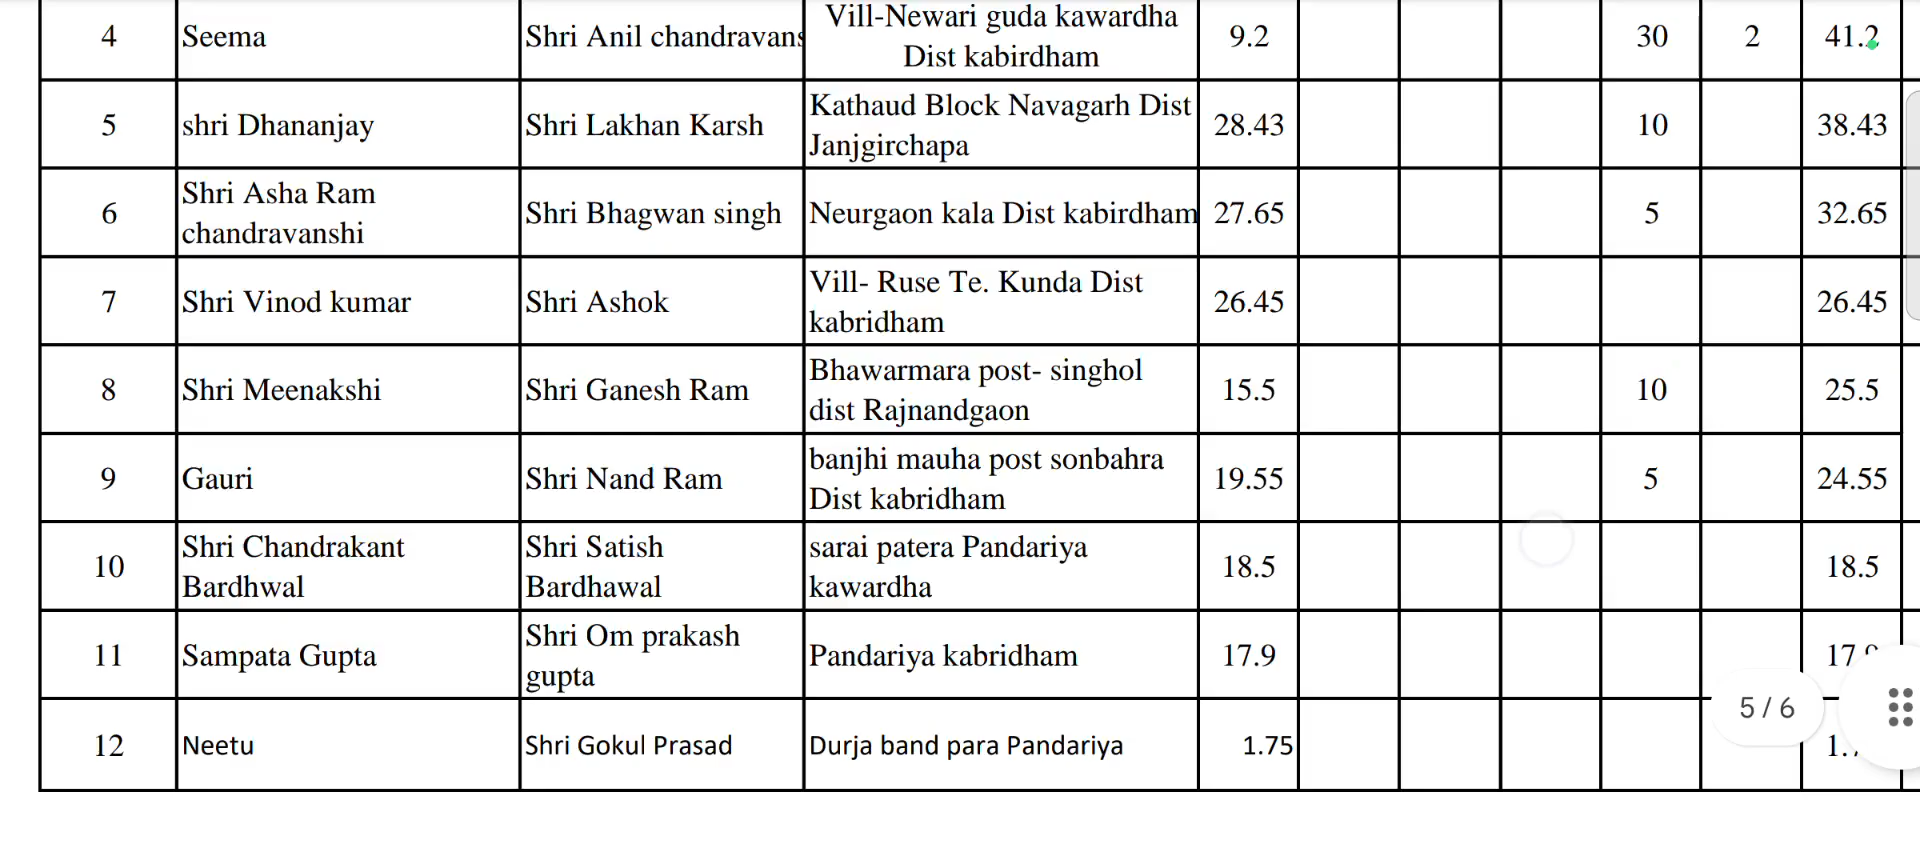 4 Seema Shri Anil chandravans Vill-Newari guda kawardha Dist kabirdham 9.2 30 2 41.2
5 shri Dhananjay Shri Lakhan Karsh Kathaud Block Navagarh Dist Janjgirchapa 28.43 10 38.43
6 Shri Asha Ram chandravanshi Shri Bhagwan singh Neurgaon kala Dist kabirdham 27.65 5 32.65
7 Shri Vinod kumar Shri Ashok Vill- Ruse Te. Kunda Dist kabridham 26.45 26.45
8 Shri Meenakshi Shri Ganesh Ram Bhawarmara post- singhol dist Rajnandgaon 15.5 10 25.5
9 Gauri Shri Nand Ram banjhi mauha post sonbahra Dist kabridham 19.55 5 24.55
10 Shri Chandrakant Bardhwal Shri Satish Bardhawal sarai patera Pandariya kawardha 18.5 18.5
11 Sampata Gupta Shri Om prakash gupta Pandariya kabridham 17.9
12 Neetu Shri Gokul Prasad Durja band para Pandariya 1.75
5 / 6